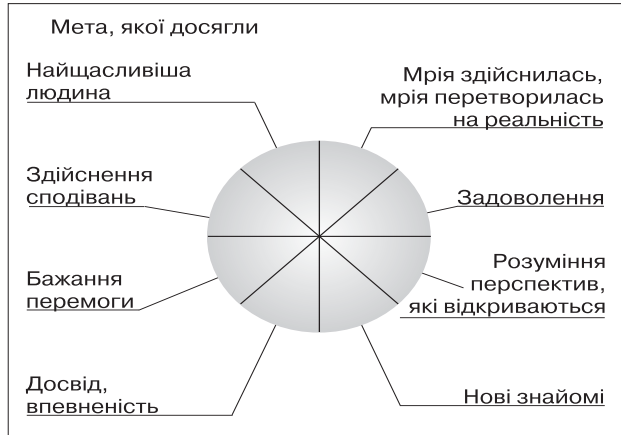 Мета, якої досягли
Найщасливіша
людина
Мрія здійснилась,
мрія перетворилась
на реальність
Здійснення
сподівань
Задоволення
Бажання
перемоги
Розуміння
перспектив,
які відкриваються
Досвід,
впевненість
Нові знайомі